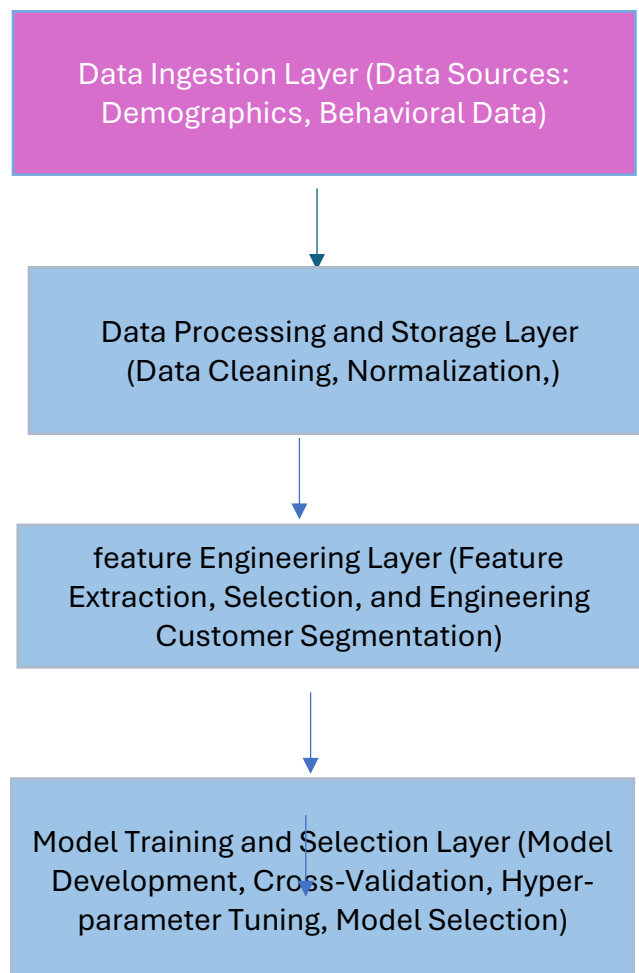 Data Ingestion Layer (Data Sources:
Demographics, Behavioral Data)
Data Processing and Storage Layer
(Data Cleaning, Normalization,)
feature Engineering Layer (Feature
Extraction, Selection, and Engineering
Customer Segmentation)
Model Training and Selection Layer (Model
Development, Cross-Validation, Hyper-
parameter Tuning, Model Selection)